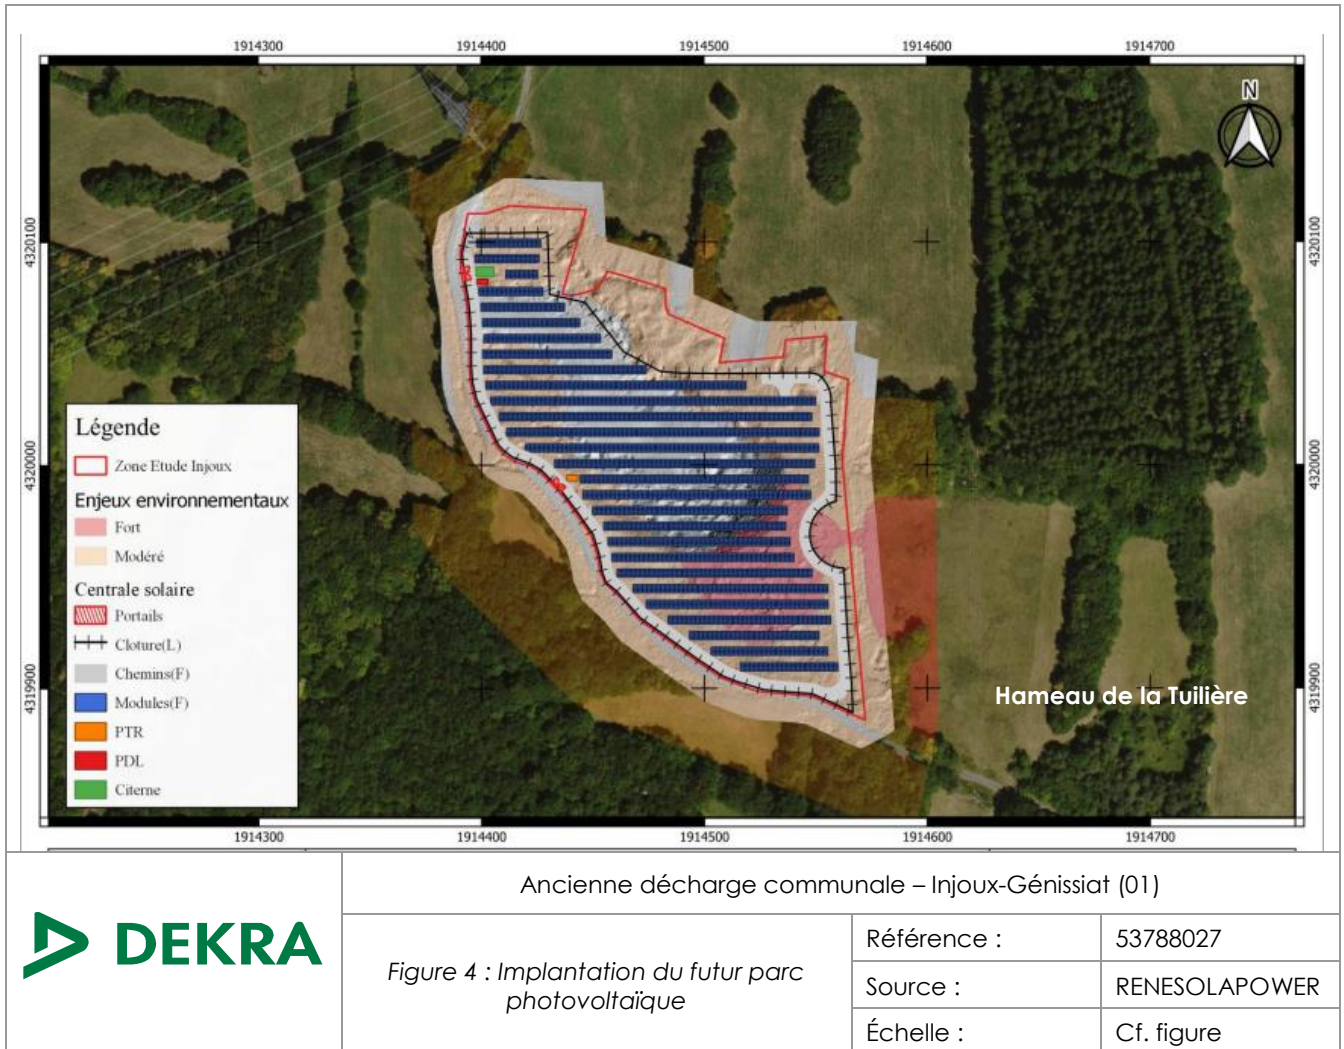 1914300 1914400 1914500 1914600 1914700
N
4320100 4320100
4320000 4320000
4319900 4319900
Légende
Zone Etude Injoux
Enjeux environnementaux
Fort
Modéré
Centrale solaire
Portails
Cloture(L)
Chemins(F)
Modules(F)
PTR
PDL
Citerne
Hameau de la Tuilière
1914300 1914400 1914500 1914600 1914700
DEKRA
Ancienne décharge communale – Injoux-Génissiat (01)
Figure 4 : Implantation du futur parc
photovoltaïque
Référence : 53788027
Source : RENESOLAPOWER
Échelle : Cf. figure